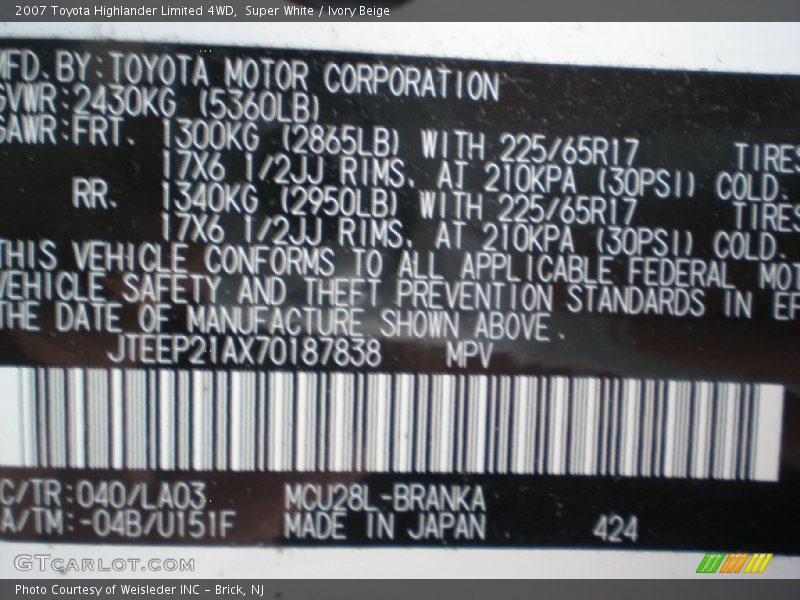 2007 Toyota Highlander Limited 4WD, Super White / Ivory Beige
MFD. BY: TOYOTA MOTOR CORPORATION
GVWR: 2430KG (5360LB)
GAWR: FRT. 1300KG (2865LB) WITH 225/65R17 TIRES
17X6 1/2JJ RIMS. AT 210KPA (30PSI) COLD.
RR. 1340KG (2950LB) WITH 225/65R17 TIRES
17X6 1/2JJ RIMS. AT 210KPA (30PSI) COLD.
THIS VEHICLE CONFORMS TO ALL APPLICABLE FEDERAL MOT
VEHICLE SAFETY AND THEFT PREVENTION STANDARDS IN EF
THE DATE OF MANUFACTURE SHOWN ABOVE.
JTEEP21AX70187838 MPV
C/TR: 040/LA03 MCU28L-BRANKA
A/TM: -04B/U151F MADE IN JAPAN 424
GTCARLOT.COM
Photo Courtesy of Weisleder INC - Brick, NJ